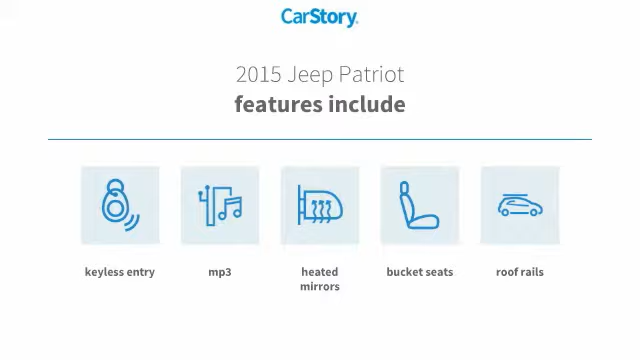 CarStory
2015 Jeep Patriot
features include
keyless entry
mp3
heated
mirrors
bucket seats
roof rails